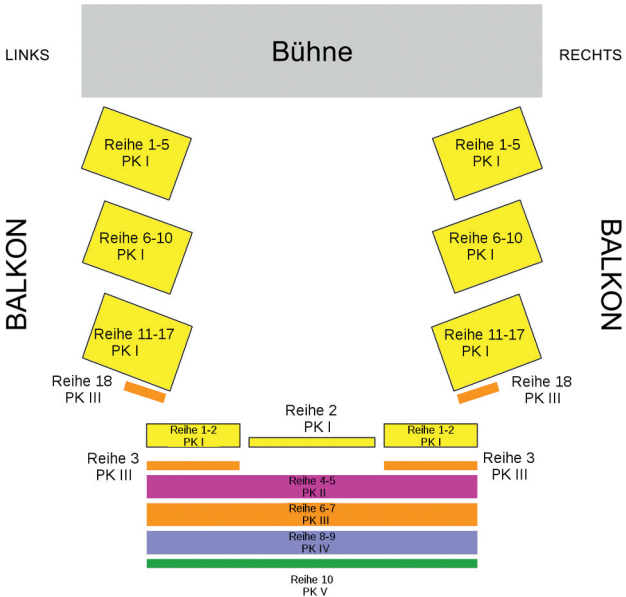 Bühne
LINKS
RECHTS
Reihe 1-5
PK I
Reihe 1-5
PK I
Reihe 6-10
PK I
Reihe 6-10
PK I
BALKON
BALKON
Reihe 11-17
PK I
Reihe 11-17
PK I
Reihe 18
PK III
Reihe 18
PK III
Reihe 2
PK I
Reihe 1-2
PK I
Reihe 1-2
PK I
Reihe 3
PK III
Reihe 3
PK III
Reihe 4-5
PK II
Reihe 6-7
PK III
Reihe 8-9
PK IV
Reihe 10
PK V